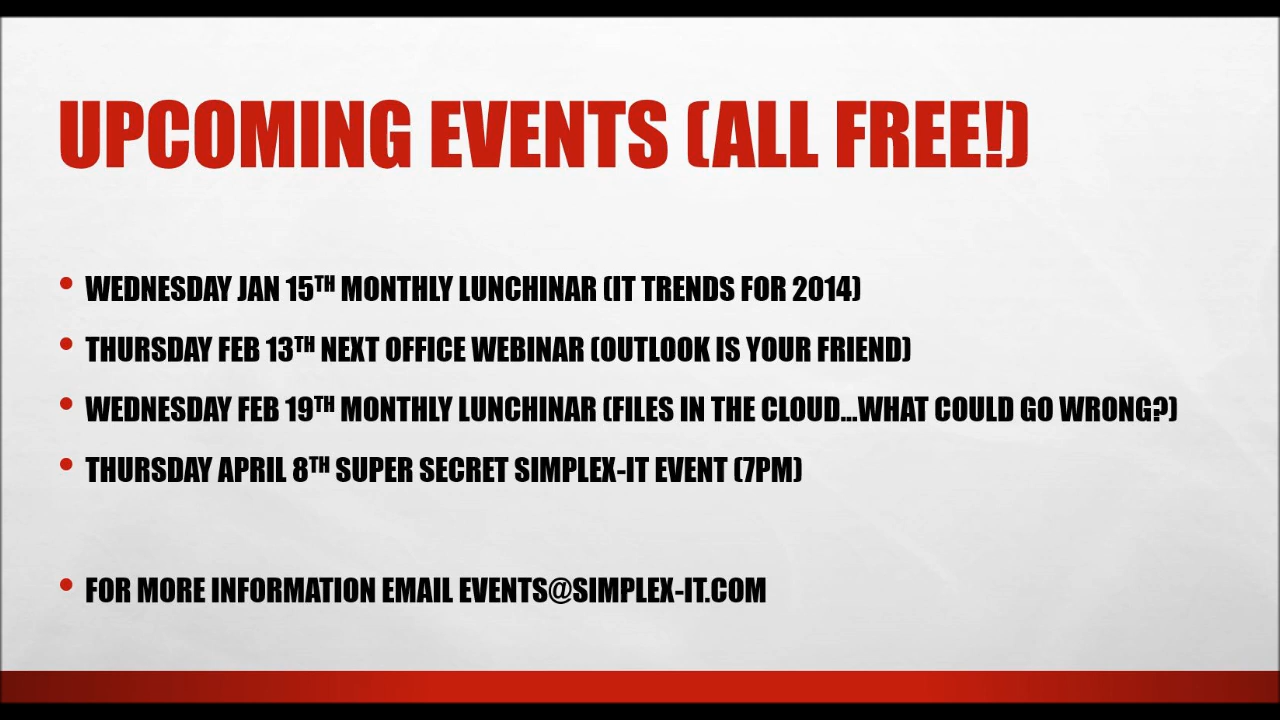 UPCOMING EVENTS (ALL FREE!)
• WEDNESDAY JAN 15TH MONTHLY LUNCHINAR (IT TRENDS FOR 2014)
• THURSDAY FEB 13TH NEXT OFFICE WEBINAR (OUTLOOK IS YOUR FRIEND)
• WEDNESDAY FEB 19TH MONTHLY LUNCHINAR (FILES IN THE CLOUD...WHAT COULD GO WRONG?)
• THURSDAY APRIL 8TH SUPER SECRET SIMPLEX-IT EVENT (7PM)
• FOR MORE INFORMATION EMAIL EVENTS@SIMPLEX-IT.COM